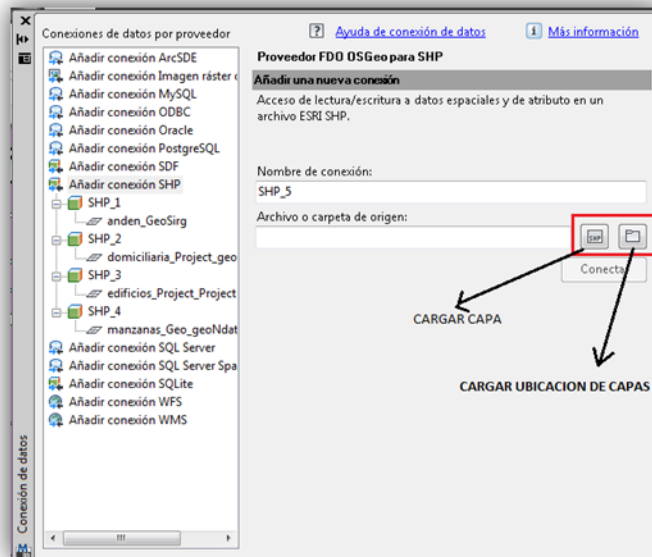 Conexiones de datos por proveedor
Añadir conexión ArcSDE
Añadir conexión Imagen ráster o
Añadir conexión MySQL
Añadir conexión ODBC
Añadir conexión Oracle
Añadir conexión PostgreSQL
Añadir conexión SDF
Añadir conexión SHP
SHP_1
anden_GeoSirg
SHP_2
domiciliaria_Project_geo
SHP_3
edificios_Project_Project
SHP_4
manzanas_Geo_geoNdat
Añadir conexión SQL Server
Añadir conexión SQL Server Spa
Añadir conexión SQLite
Añadir conexión WFS
Añadir conexión WMS
Conexión de datos
Ayuda de conexión de datos
Más información
Proveedor FDO OSGeo para SHP
Añadir una nueva conexión
Acceso de lectura/escritura a datos espaciales y de atributo en un
archivo ESRI SHP.
Nombre de conexión:
SHP_5
Archivo o carpeta de origen:
SHP
Conecta
CARGAR CAPA
CARGAR UBICACION DE CAPAS